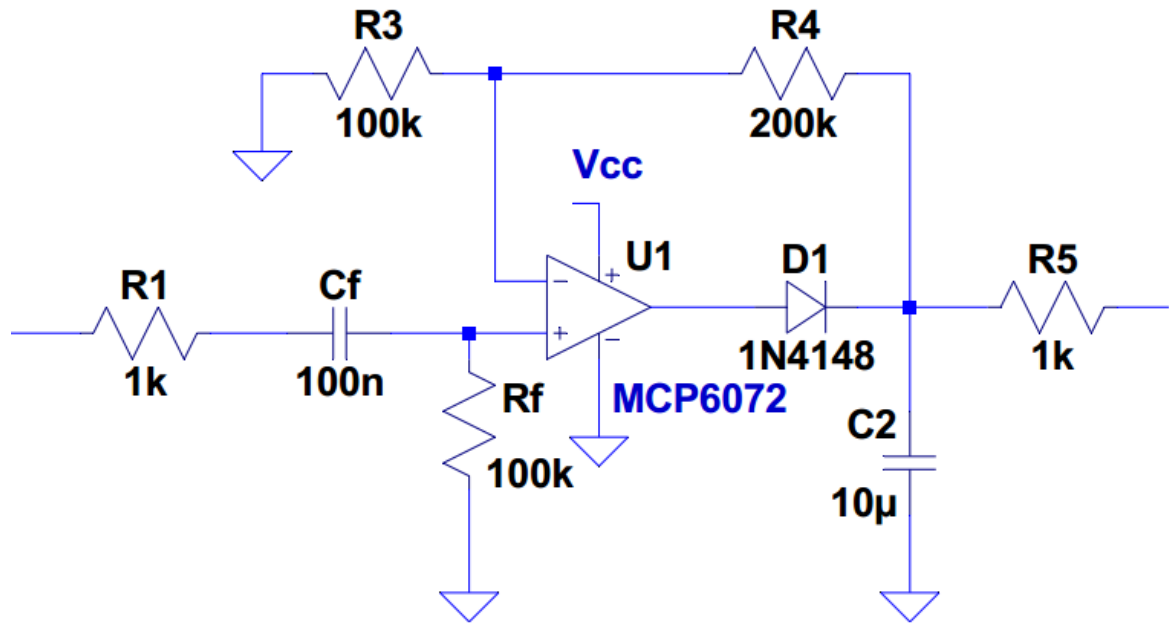 R3
R4
100k
200k
Vcc
U1
D1
R5
R1
Cf
1k
100n
1N4148
1k
Rf
MCP6072
C2
100k
10µ